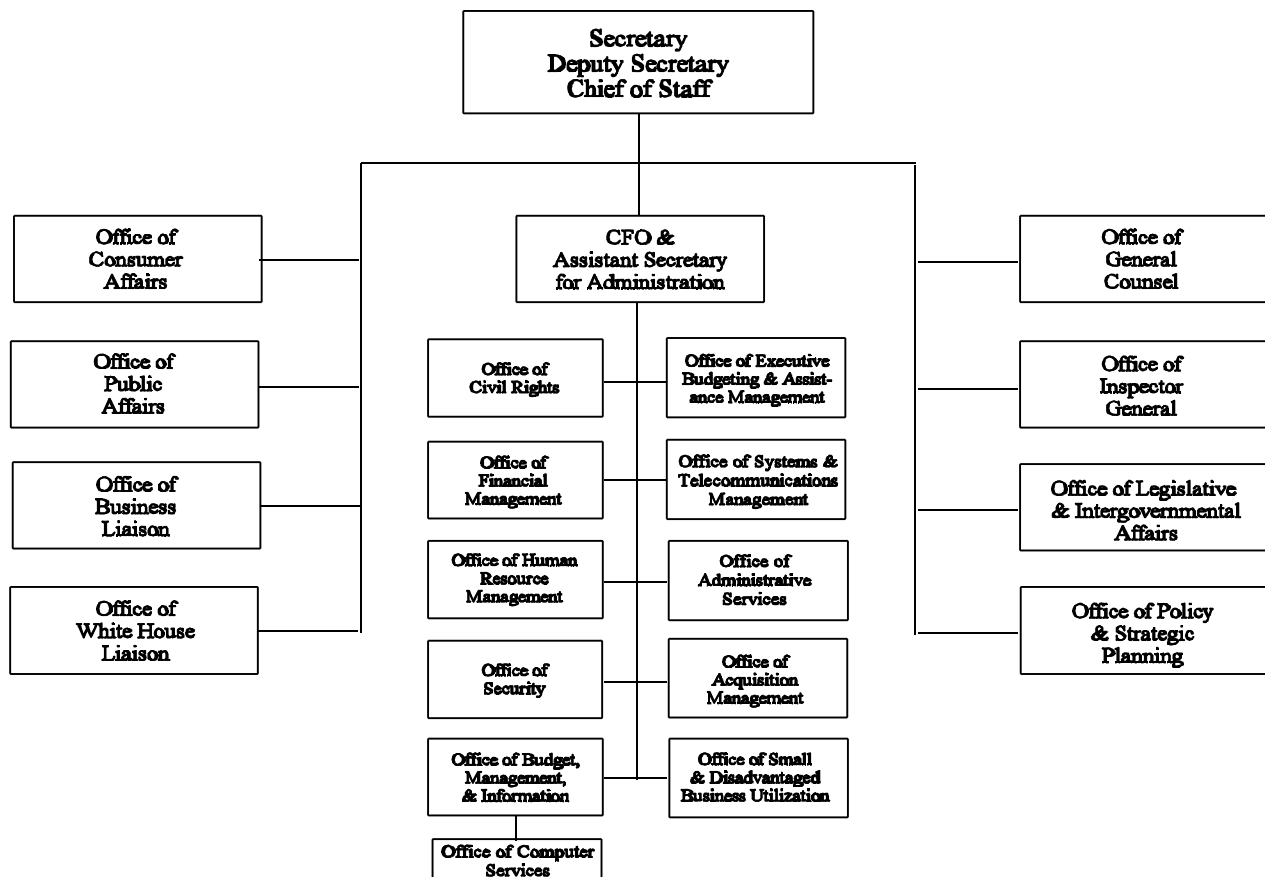 Secretary
Deputy Secretary
Chief of Staff
Office of
Consumer
Affairs
CFO &
Assistant Secretary
for Administration
Office of
General
Counsel
Office of
Public
Affairs
Office of
Civil Rights
Office of Executive
Budgeting & Assist-
ance Management
Office of
Inspector
General
Office of
Business
Liaison
Office of
Financial
Management
Office of Systems &
Telecommunications
Management
Office of Legislative
& Intergovernmental
Affairs
Office of Human
Resource
Management
Office of
Administrative
Services
Office of
White House
Liaison
Office of Policy
& Strategic
Planning
Office of
Security
Office of
Acquisition
Management
Office of Budget,
Management,
& Information
Office of Small
& Disadvantaged
Business Utilization
Office of Computer
Services